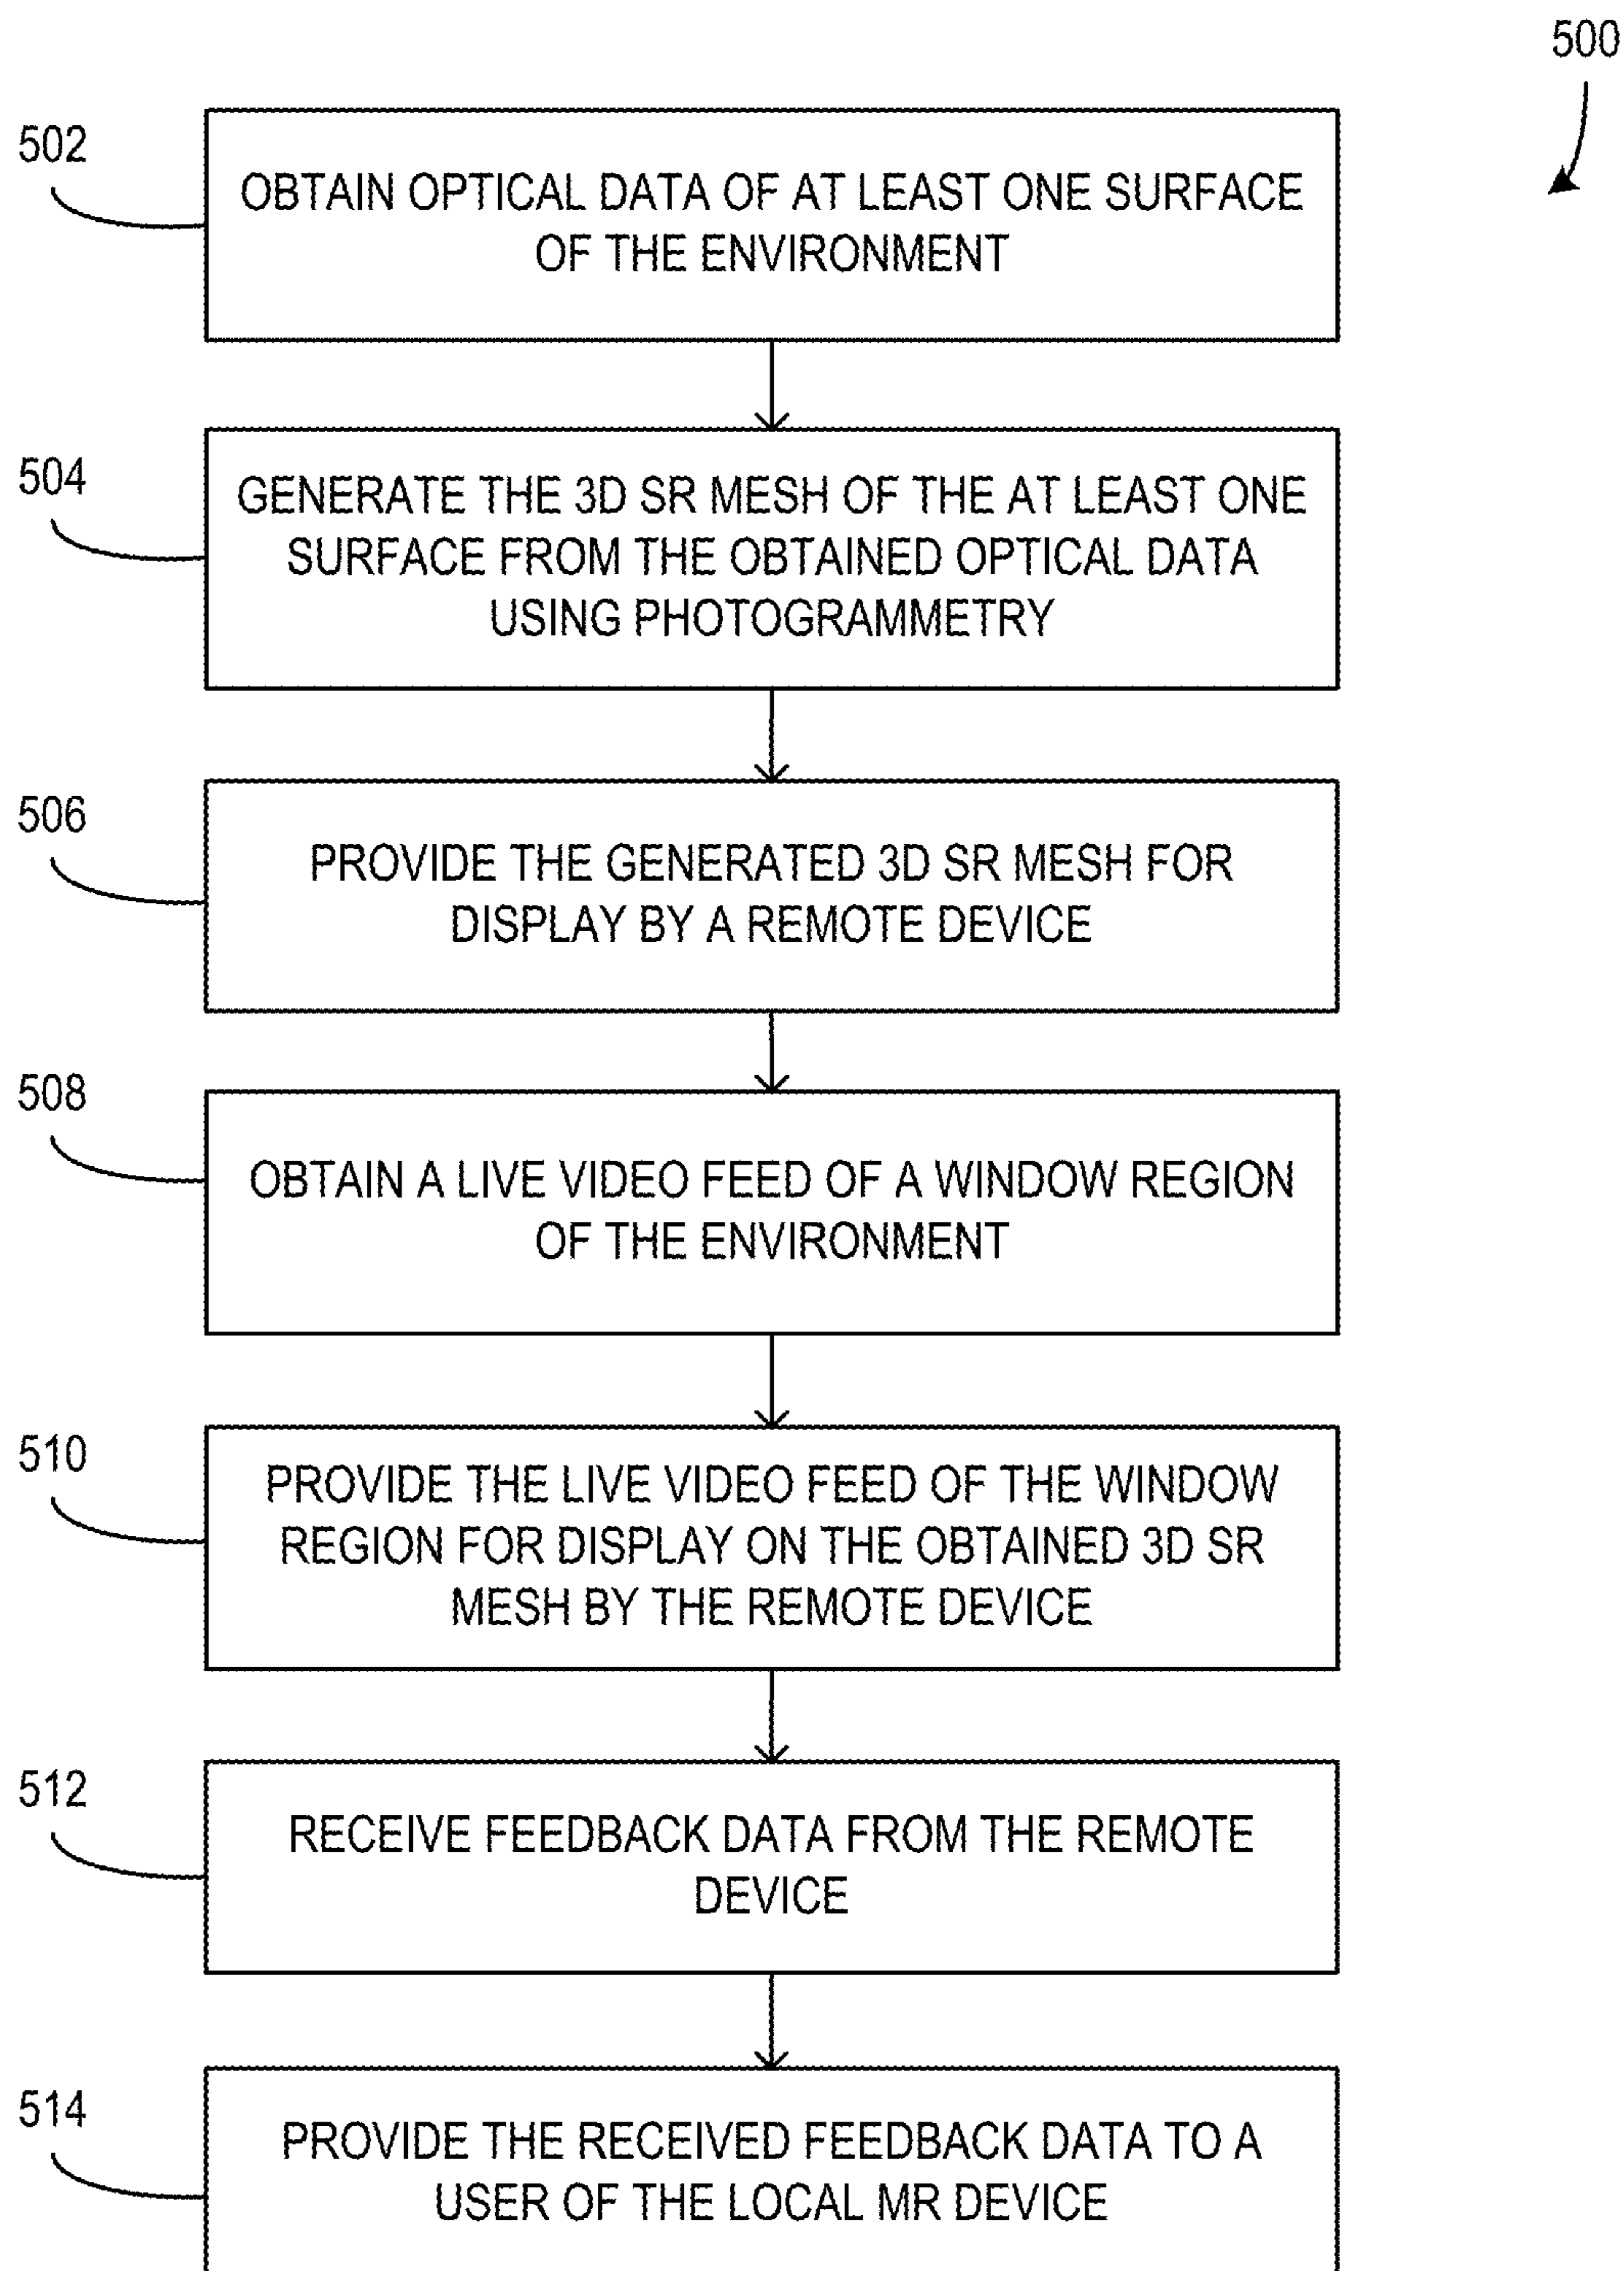 500
502
OBTAIN OPTICAL DATA OF AT LEAST ONE SURFACE
OF THE ENVIRONMENT
504
GENERATE THE 3D SR MESH OF THE AT LEAST ONE
SURFACE FROM THE OBTAINED OPTICAL DATA
USING PHOTOGRAMMETRY
506
PROVIDE THE GENERATED 3D SR MESH FOR
DISPLAY BY A REMOTE DEVICE
508
OBTAIN A LIVE VIDEO FEED OF A WINDOW REGION
OF THE ENVIRONMENT
510
PROVIDE THE LIVE VIDEO FEED OF THE WINDOW
REGION FOR DISPLAY ON THE OBTAINED 3D SR
MESH BY THE REMOTE DEVICE
512
RECEIVE FEEDBACK DATA FROM THE REMOTE
DEVICE
514
PROVIDE THE RECEIVED FEEDBACK DATA TO A
USER OF THE LOCAL MR DEVICE